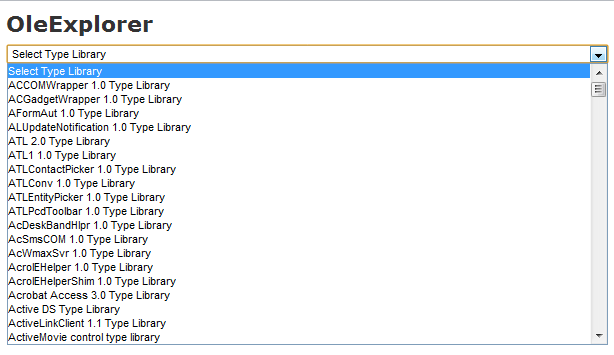 OleExplorer
Select Type Library
Select Type Library
ACCOMWrapper 1.0 Type Library
ACGadgetWrapper 1.0 Type Library
AFormAut 1.0 Type Library
ALUpdateNotification 1.0 Type Library
ATL 2.0 Type Library
ATL1 1.0 Type Library
ATLContactPicker 1.0 Type Library
ATLConv 1.0 Type Library
ATLEntityPicker 1.0 Type Library
ATLPcdToolbar 1.0 Type Library
AcDeskBandHlpr 1.0 Type Library
AcSmsCOM 1.0 Type Library
AcWmaxSvr 1.0 Type Library
AcroIEHelper 1.0 Type Library
AcroIEHelperShim 1.0 Type Library
Acrobat Access 3.0 Type Library
Active DS Type Library
ActiveLinkClient 1.1 Type Library
ActiveMovie control type library